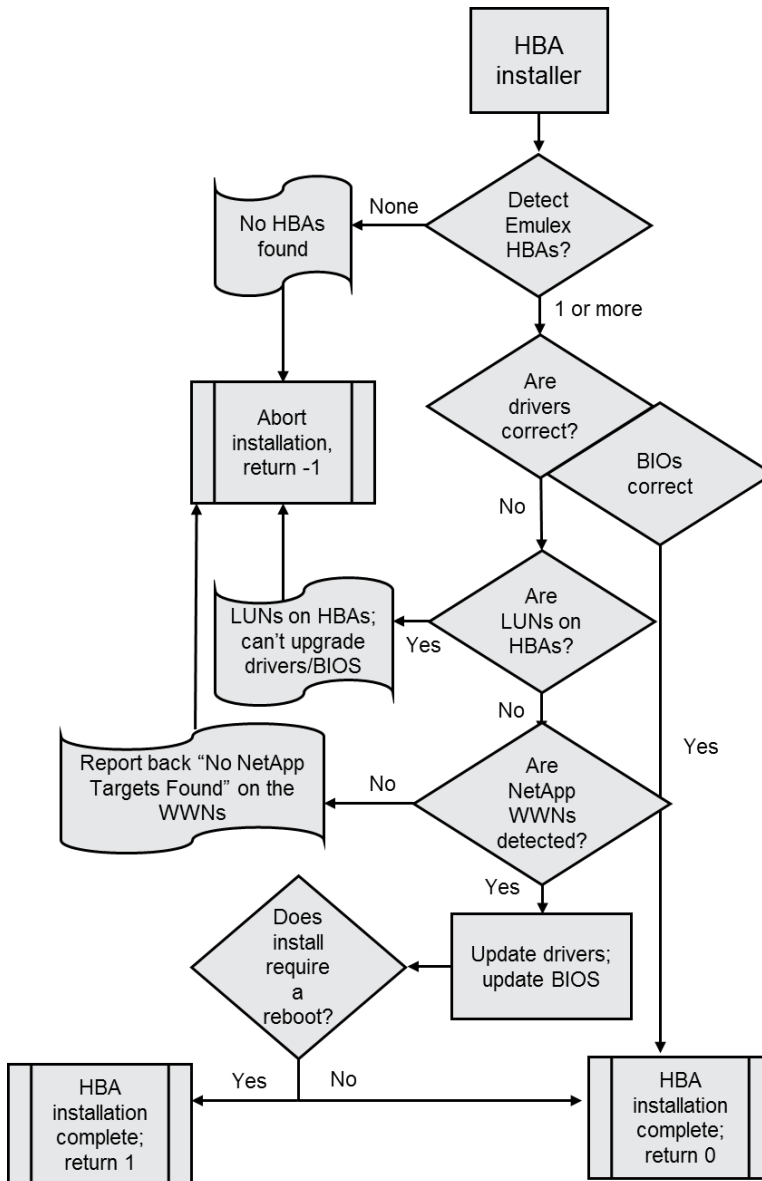 HBA
installer
Detect
Emulex
HBAs?
None
No HBAs
found
1 or more
Are
drivers
correct?
BIOs
correct
Abort
installation,
return -1
No
Are
LUNs on
HBAs?
Yes
LUNs on HBAs;
can't upgrade
drivers/BIOS
No
Yes
Are
NetApp
WWNs
detected?
No
Report back “No NetApp
Targets Found” on the
WWNs
Yes
Update drivers;
update BIOS
Does
install
require
a
reboot?
Yes
No
HBA
installation
complete;
return 1
HBA
installation
complete;
return 0